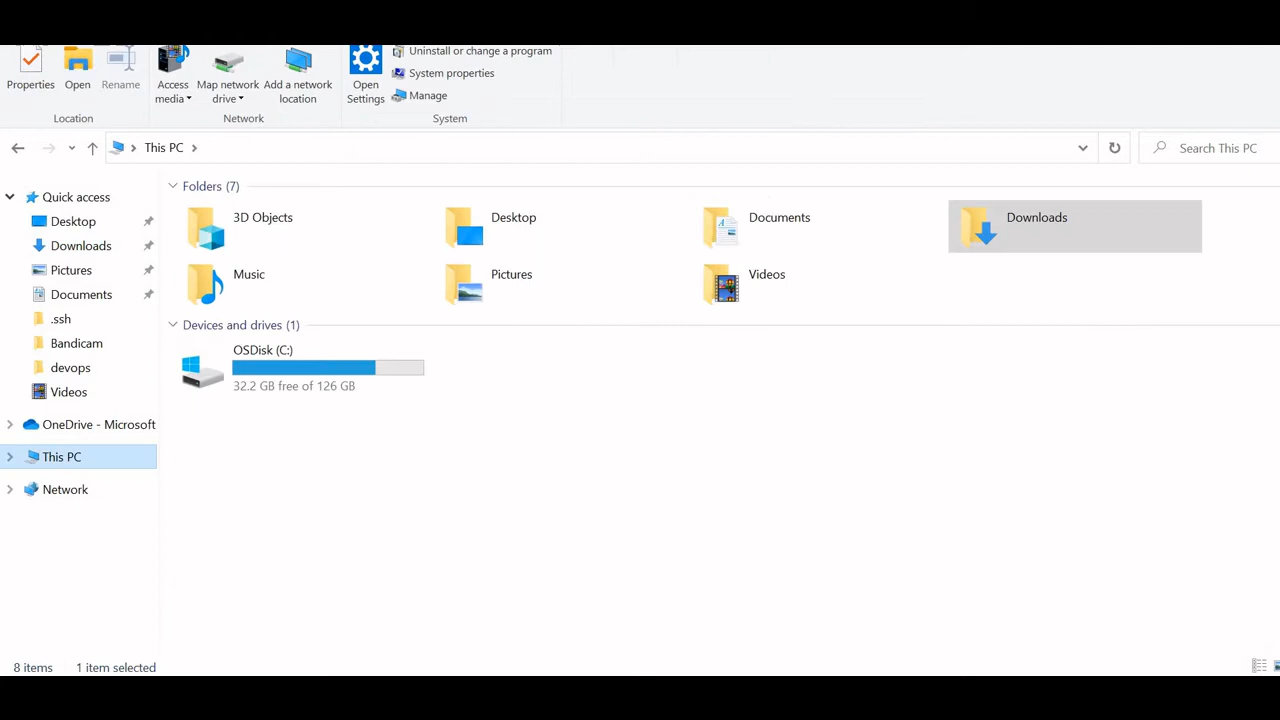 Uninstall or change a program
System properties
Manage
Properties
Open
Rename
Access media
Map network drive
Add a network location
Open Settings
Location
Network
System
This PC
Search This PC
Quick access
Desktop
Downloads
Pictures
Documents
.ssh
Bandicam
devops
Videos
OneDrive - Microsoft
This PC
Network
Folders (7)
3D Objects
Desktop
Documents
Downloads
Music
Pictures
Videos
Devices and drives (1)
OSDisk (C:)
32.2 GB free of 126 GB
8 items
1 item selected